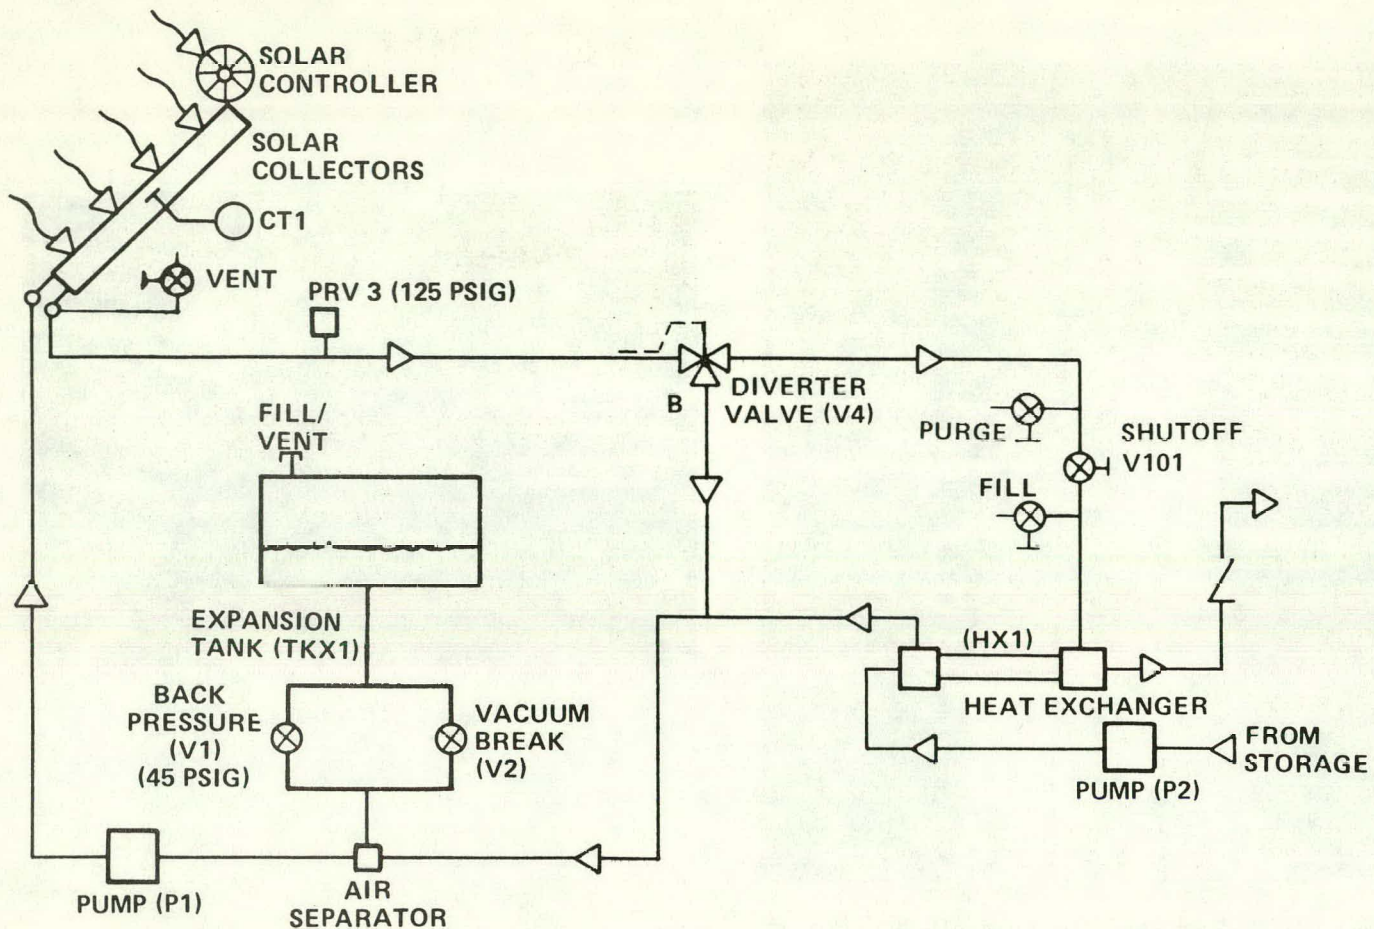 SOLAR
CONTROLLER
SOLAR
COLLECTORS
CT1
VENT
PRV 3 (125 PSIG)
B
DIVERTER
VALVE (V4)
FILL/
VENT
PURGE
SHUTOFF
V101
FILL
EXPANSION
TANK (TKX1)
(HX1)
HEAT EXCHANGER
BACK
PRESSURE
(V1)
(45 PSIG)
VACUUM
BREAK
(V2)
FROM
STORAGE
PUMP (P2)
PUMP (P1)
AIR
SEPARATOR